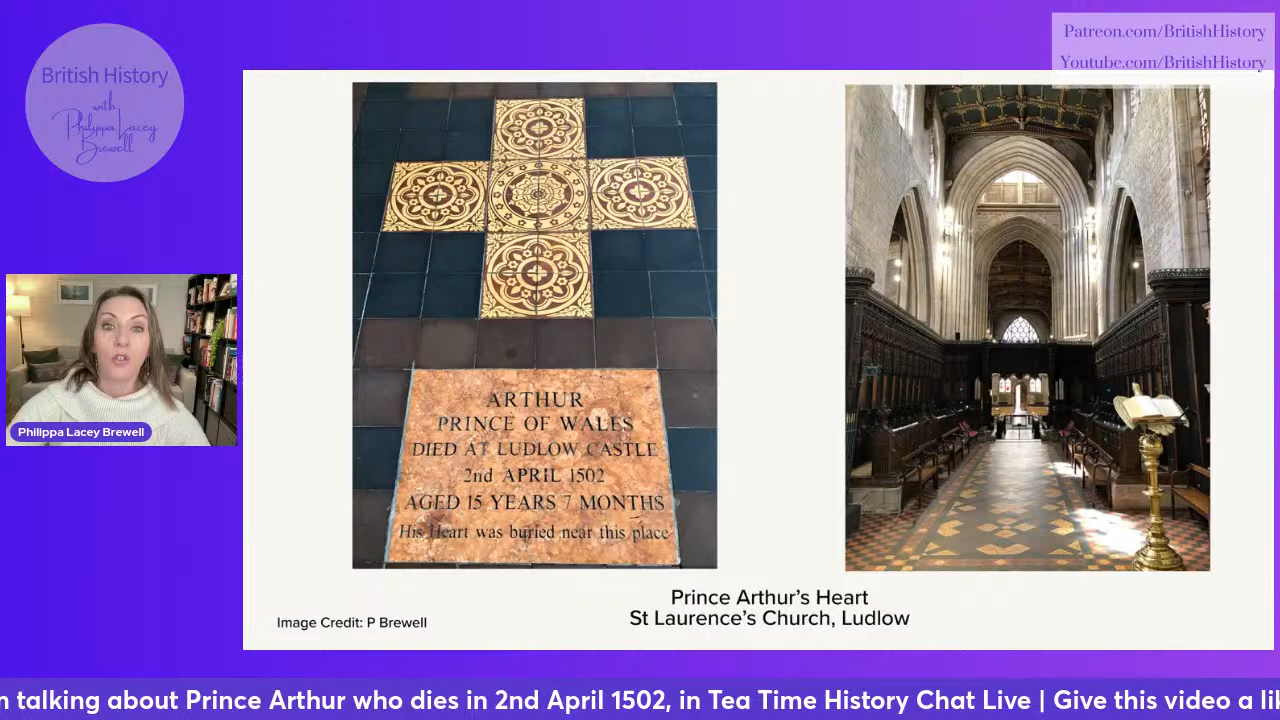 British History
with
Philippa Lacey
Brewell
Patreon.com/BritishHistory
Youtube.com/BritishHistory
Philippa Lacey Brewell
ARTHUR
PRINCE OF WALES
DIED AT LUDLOW CASTLE
2nd APRIL 1502
AGED 15 YEARS 7 MONTHS
His Heart was buried near this place
Prince Arthur's Heart
St Laurence's Church, Ludlow
Image Credit: P Brewell
talking about Prince Arthur who dies in 2nd April 1502, in Tea Time History Chat Live | Give this video a